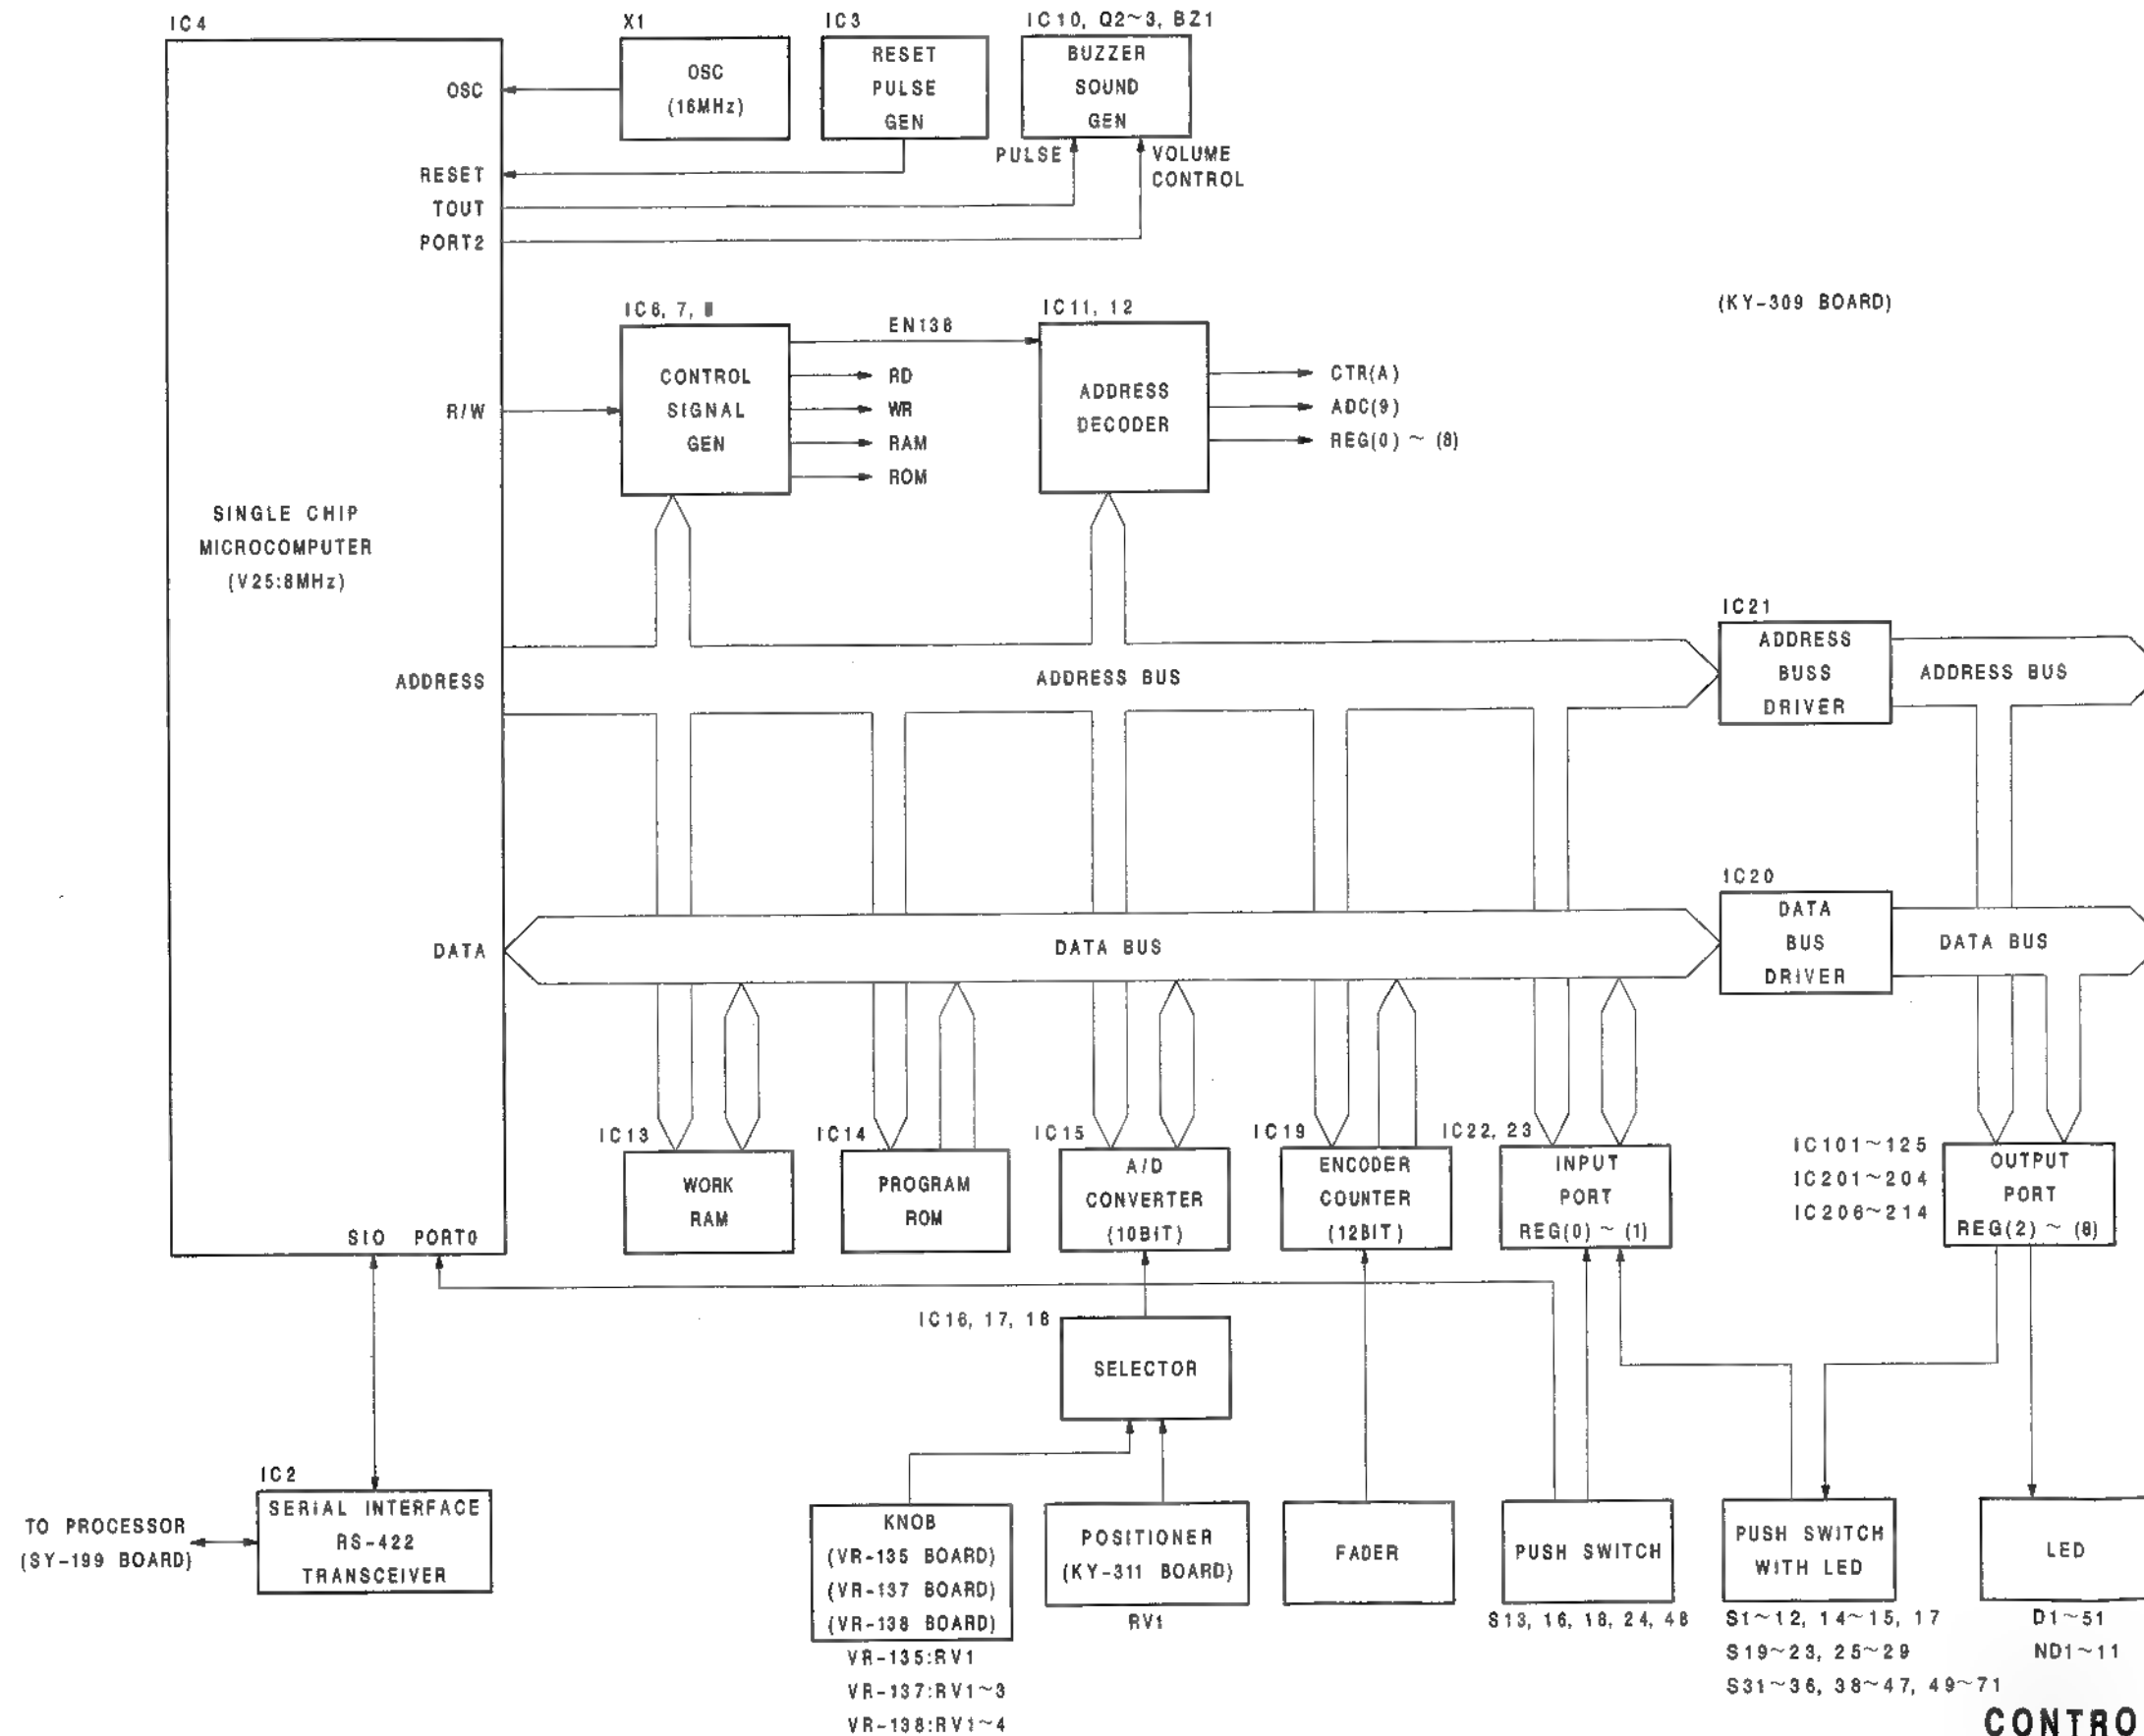 IC4
X1
IC3
IC10, Q2~3, BZ1
OSC
OSC
(16MHz)
RESET
PULSE
GEN
BUZZER
SOUND
GEN
PULSE
VOLUME
CONTROL
RESET
TOUT
PORT2
(KY-309 BOARD)
IC6, 7, 8
EN138
IC11, 12
R/W
CONTROL
SIGNAL
GEN
RD
WR
RAM
ROM
ADDRESS
DECODER
CTR(A)
ADC(9)
REG(0) ~ (8)
SINGLE CHIP
MICROCOMPUTER
(V25:8MHz)
IC21
ADDRESS
ADDRESS BUS
ADDRESS
BUSS
DRIVER
ADDRESS BUS
IC20
DATA
DATA BUS
DATA
BUS
DRIVER
DATA BUS
IC13
WORK
RAM
IC14
PROGRAM
ROM
IC15
A/D
CONVERTER
(10BIT)
IC19
ENCODER
COUNTER
(12BIT)
IC22, 23
INPUT
PORT
REG(0) ~ (1)
IC101~125
IC201~204
IC206~214
OUTPUT
PORT
REG(2) ~ (8)
SIO PORT0
IC16, 17, 18
SELECTOR
IC2
SERIAL INTERFACE
RS-422
TRANSCEIVER
TO PROCESSOR
(SY-199 BOARD)
KNOB
(VR-135 BOARD)
(VR-137 BOARD)
(VR-138 BOARD)
VR-135:RV1
VR-137:RV1~3
VR-138:RV1~4
POSITIONER
(KY-311 BOARD)
RV1
FADER
PUSH SWITCH
S13, 16, 18, 24, 48
PUSH SWITCH
WITH LED
S1~12, 14~15, 17
S19~23, 25~29
S31~36, 38~47, 49~71
LED
D1~51
ND1~11
CONTRO